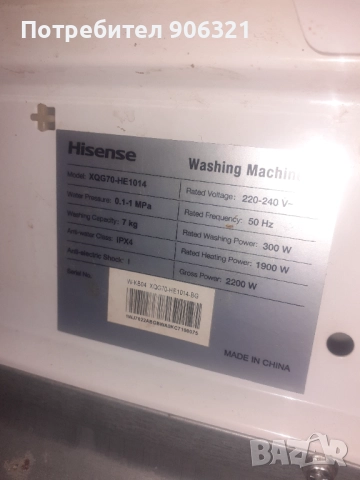 Потребител 906321
Hisense
Washing Machin
Model: XQG70-HE1014
Water Pressure: 0.1-1 MPa
Washing Capacity: 7 kg
Anti-water Class: IPX4
Anti-electric Shock: I
Serial No.:
Rated Voltage: 220-240 V~
Rated Frequency: 50 Hz
Rated Washing Power: 300 W
Rated Heating Power: 1900 W
Gross Power: 2200 W
XQG70-HE1014-BG
MADE IN CHINA
bazar
БГ